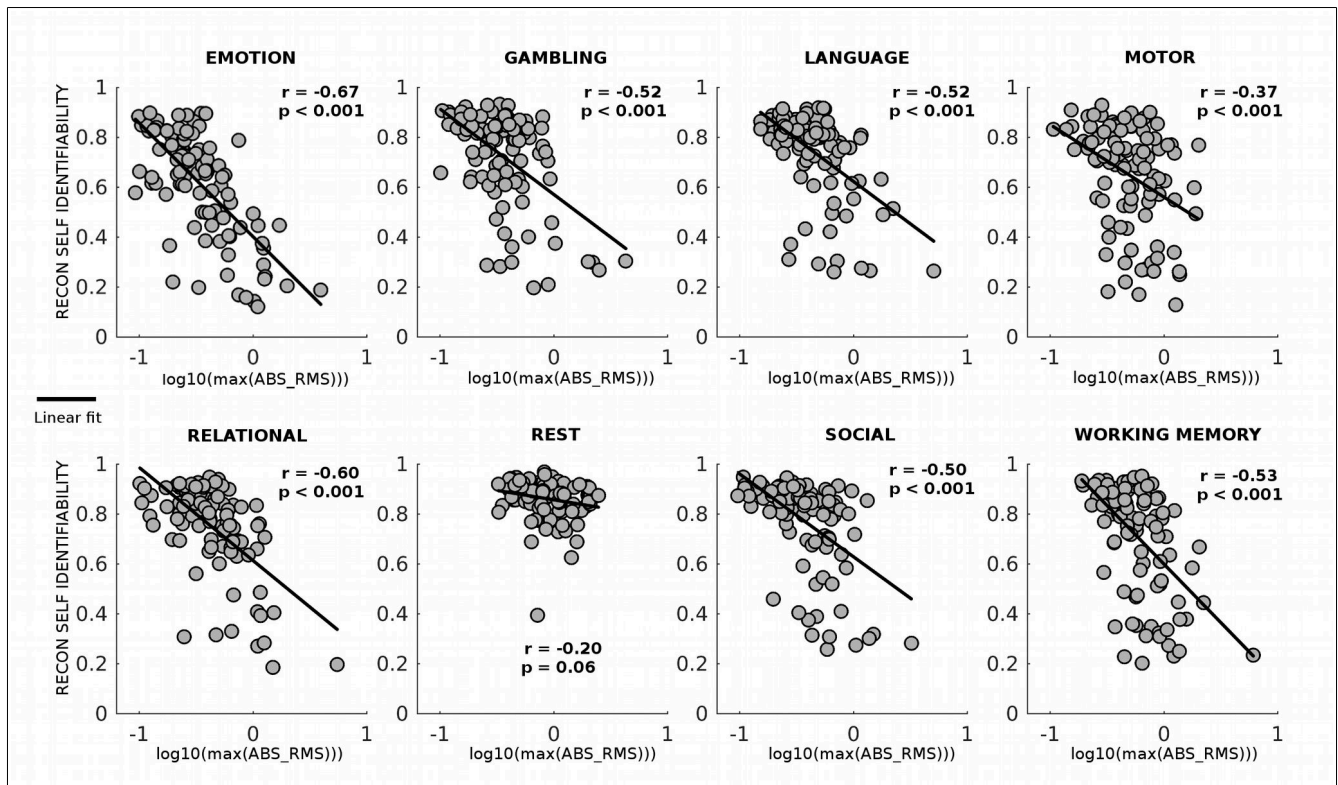 EMOTION GAMBLING LANGUAGE MOTOR
RECON SELF IDENTIFIABILITY
1 1 1 1
r = -0.67 r = -0.52 r = -0.52 r = -0.37
p < 0.001 p < 0.001 p < 0.001 p < 0.001
0.8 0.8 0.8 0.8
0.6 0.6 0.6 0.6
0.4 0.4 0.4 0.4
0.2 0.2 0.2 0.2
0 0 0 0
-1 0 1 -1 0 1 -1 0 1 -1 0 1
log10(max(ABS_RMS))) log10(max(ABS_RMS))) log10(max(ABS_RMS))) log10(max(ABS_RMS)))
Linear fit
RELATIONAL REST SOCIAL WORKING MEMORY
RECON SELF IDENTIFIABILITY
1 1 1 1
r = -0.60 r = -0.50 r = -0.53
p < 0.001 p < 0.001 p < 0.001
0.8 0.8 0.8 0.8
0.6 0.6 0.6 0.6
0.4 0.4 0.4 0.4
r = -0.20
p = 0.06
0.2 0.2 0.2 0.2
0 0 0 0
-1 0 1 -1 0 1 -1 0 1 -1 0 1
log10(max(ABS_RMS))) log10(max(ABS_RMS))) log10(max(ABS_RMS))) log10(max(ABS_RMS)))